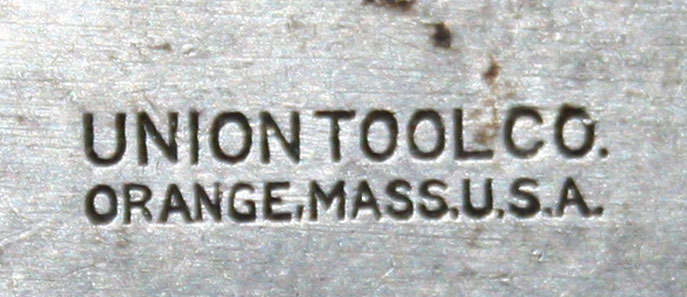 UNION TOOL CO.
ORANGE, MASS. U.S.A.